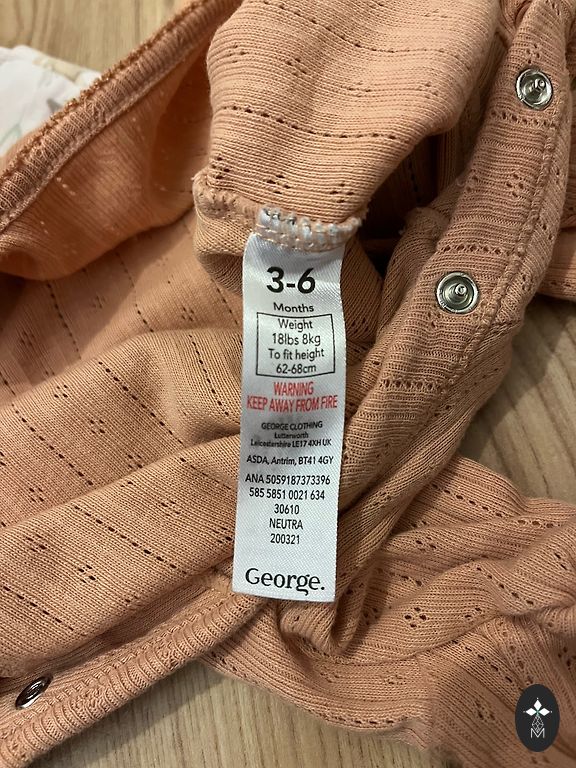 3-6
Months
Weight
18lbs 8kg
To fit height
62-68cm
WARNING
KEEP AWAY FROM FIRE
GEORGE CLOTHING
Lutterworth
Leicestershire LE17 4XH UK
ASDA, Antrim, BT41 4GY
ANA 5059187373396
585 5851 0021 634
30610
NEUTRA
200321
George.
M